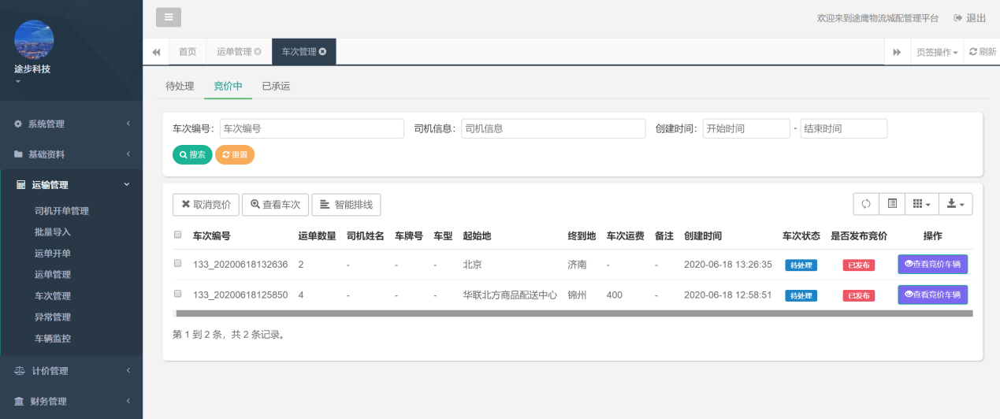 欢迎来到途鹰物流城配管理平台 退出
途步科技
首页 运单管理 车次管理 页签操作 刷新
待处理 竞价中 已承运
系统管理
基础资料
运输管理
司机开单管理
批量导入
运单开单
运单管理
车次管理
异常管理
车辆监控
计价管理
财务管理
车次编号： 车次编号 司机信息： 司机信息 创建时间： 开始时间 - 结束时间
搜索 重置
取消竞价 查看车次 智能排线
车次编号 运单数量 司机姓名 车牌号 车型 起始地 终到地 车次运费 备注 创建时间 车次状态 是否发布竞价 操作
133_20200618132636 2 - - - 北京 济南 - - 2020-06-18 13:26:35 待处理 已发布 查看竞价车辆
133_20200618125850 4 - - - 华联北方商品配送中心 锦州 400 - 2020-06-18 12:58:51 待处理 已发布 查看竞价车辆
第 1 到 2 条，共 2 条记录。